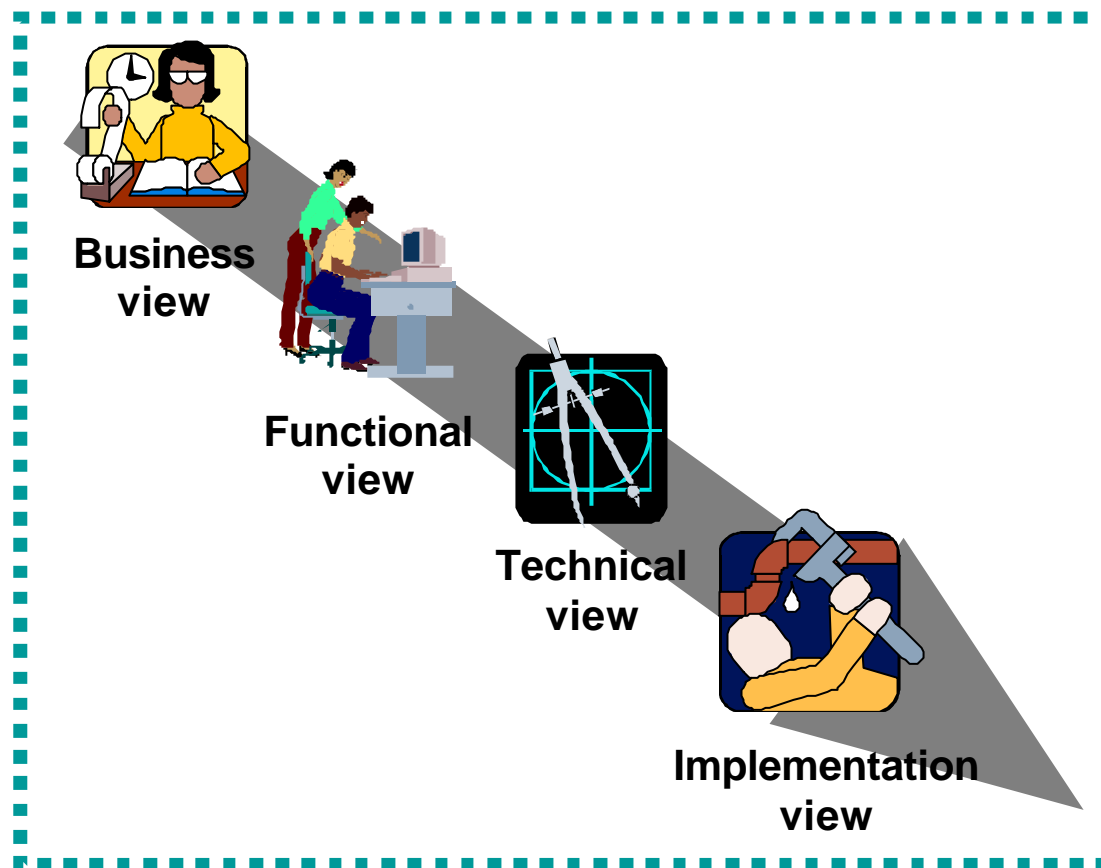 Business
view
Functional
view
Technical
view
Implementation
view